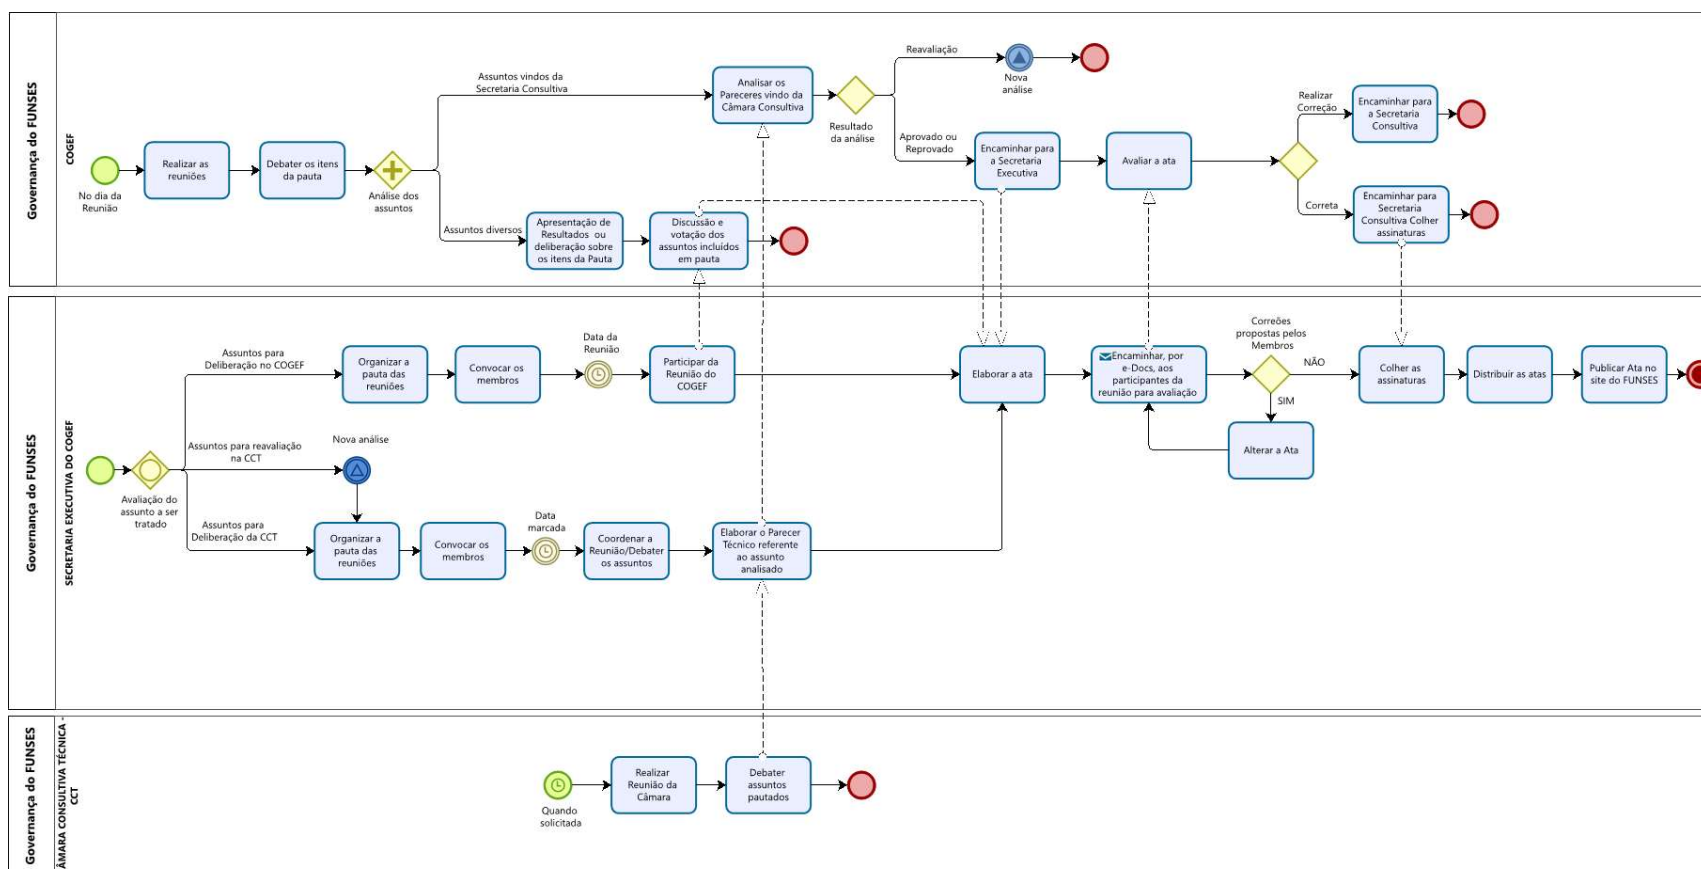 Governança do FUNSES
COGEF
No dia da
Reunião
Realizar as
reuniões
Debater os itens
da pauta
Análise dos
assuntos
Assuntos vindos da
Secretaria Consultiva
Assuntos diversos
Apresentação de
Resultados ou
deliberação sobre
os itens da Pauta
Discussão e
votação dos
assuntos incluídos
em pauta
Analisar os
Pareceres vindo da
Câmara Consultiva
Resultado
da análise
Reavaliação
Nova
análise
Aprovado ou
Reprovado
Encaminhar para
a Secretaria
Executiva
Avaliar a ata
Realizar
Correção
Encaminhar para
a Secretaria
Consultiva
Correta
Encaminhar para
Secretaria
Consultiva Colher
assinaturas
Governança do FUNSES
SECRETARIA EXECUTIVA DO COGEF
Avaliação do
assunto a ser
tratado
Assuntos para
Deliberação no COGEF
Organizar a
pauta das
reuniões
Convocar os
membros
Data da
Reunião
Participar da
Reunião do
COGEF
Assuntos para reavaliação
na CCT
Nova análise
Assuntos para
Deliberação da CCT
Organizar a
pauta das
reuniões
Convocar os
membros
Data
marcada
Coordenar a
Reunião/Debater
os assuntos
Elaborar o Parecer
Técnico referente
ao assunto
analisado
Elaborar a ata
Encaminhar, por
e-Docs, aos
participantes da
reunião para avaliação
Correões
propostas pelos
Membros
NÃO
SIM
Alterar a Ata
Colher as
assinaturas
Distribuir as atas
Publicar Ata no
site do FUNSES
Governança do FUNSES
ÂMARA CONSULTIVA TÉCNICA -
CCT
Quando
solicitada
Realizar
Reunião da
Câmara
Debater
assuntos
pautados